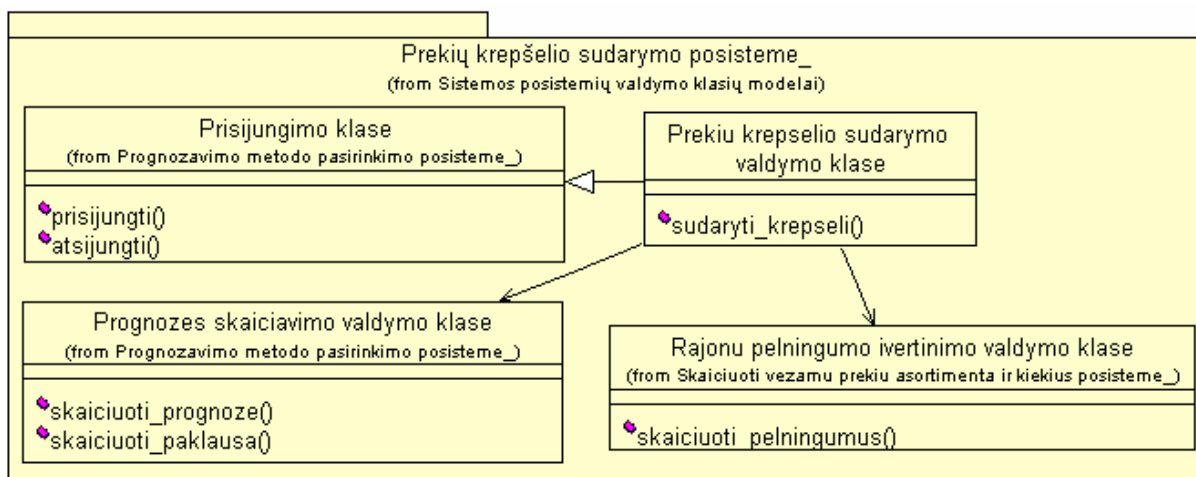 Prekių krepšelio sudarymo posisteme_
(from Sistemos posistemių valdymo klasių modelai)
Prisijungimo klase
(from Prognozavimo metodo pasirinkimo posisteme_)
prisijungti()
atsijungti()
Prekiu krepselio sudarymo
valdymo klase
sudaryti_krepseli()
Prognozes skaiciavimo valdymo klase
(from Prognozavimo metodo pasirinkimo posisteme_)
skaiciuoti_prognoze()
skaiciuoti_paklausa()
Rajonu pelningumo ivertinimo valdymo klase
(from Skaiciuoti vezamu prekiu asortimenta ir kiekius posisteme_)
skaiciuoti_pelningumus()